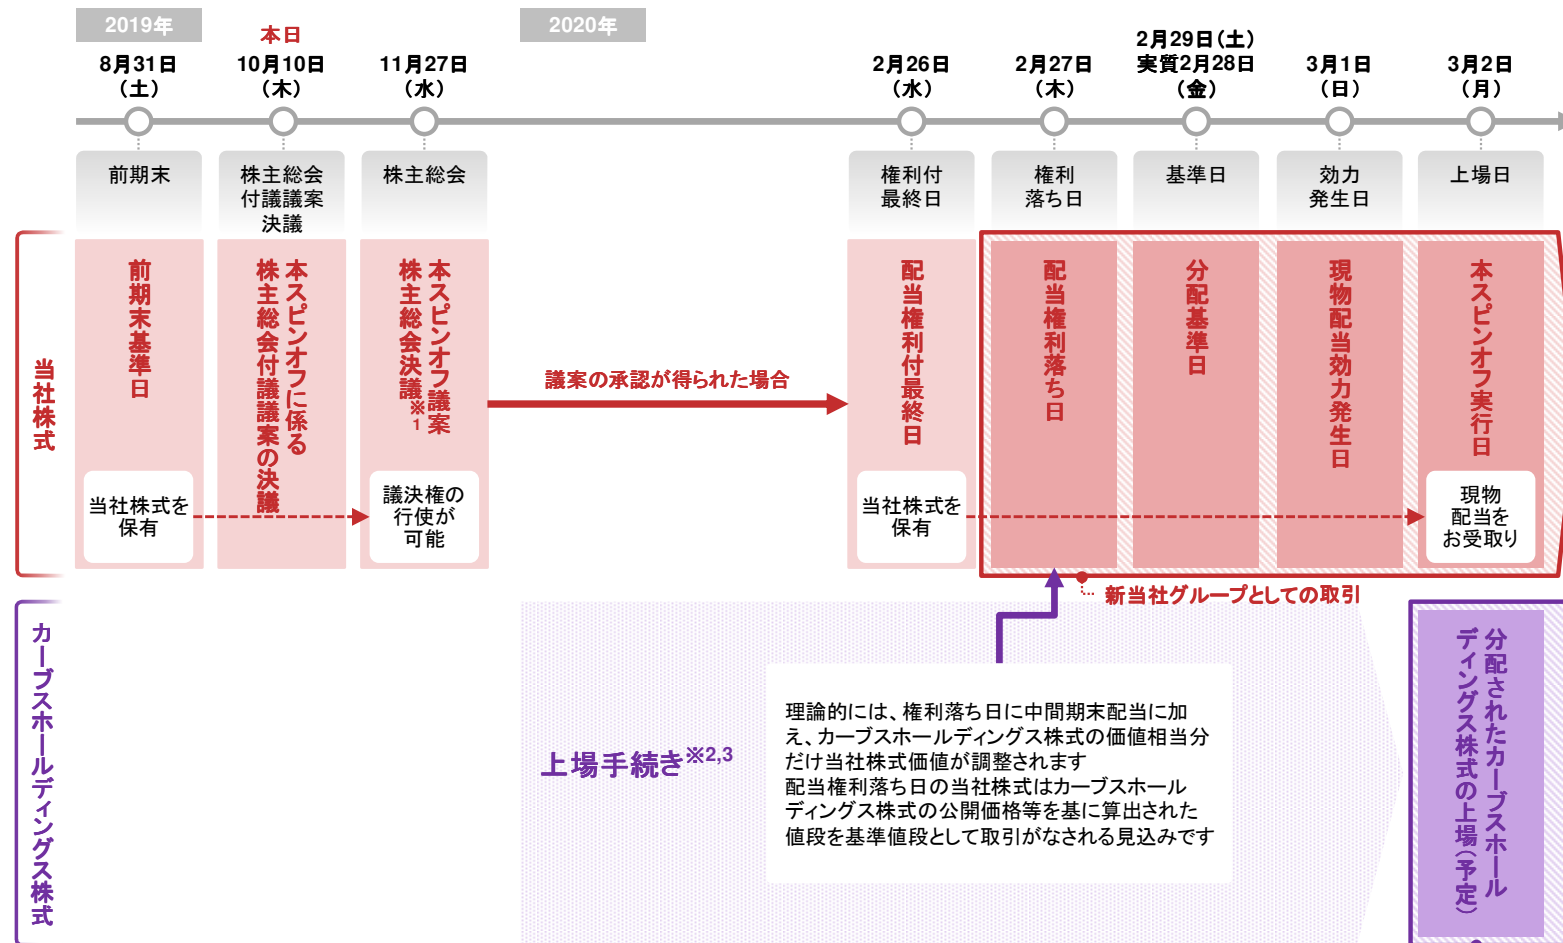 2019年
2020年
本日
8月31日
（土）
10月10日
（木）
11月27日
（水）
2月26日
（水）
2月27日
（木）
2月29日（土）
実質2月28日
（金）
3月1日
（日）
3月2日
（月）
前期末
株主総会
付議議案
決議
株主総会
権利付
最終日
権利
落ち日
基準日
効力
発生日
上場日
当社株式
前期末基準日
本スピンオフに係る
株主総会付議議案の決議
本スピンオフ議案
株主総会決議※1
議案の承認が得られた場合
配当権利付最終日
配当権利落ち日
分配基準日
現物配当効力発生日
本スピンオフ実行日
当社株式を
保有
議決権の
行使が
可能
当社株式を
保有
現物
配当を
お受取り
新当社グループとしての取引
カーブスホールディングス株式
上場手続き※2,3
理論的には、権利落ち日に中間期末配当に加
え、カーブスホールディングス株式の価値相当分
だけ当社株式価値が調整されます
配当権利落ち日の当社株式はカーブスホール
ディングス株式の公開価格等を基に算出された
値段を基準値段として取引がなされる見込みです
分配されたカーブスホール
ディングス株式の上場（予定）